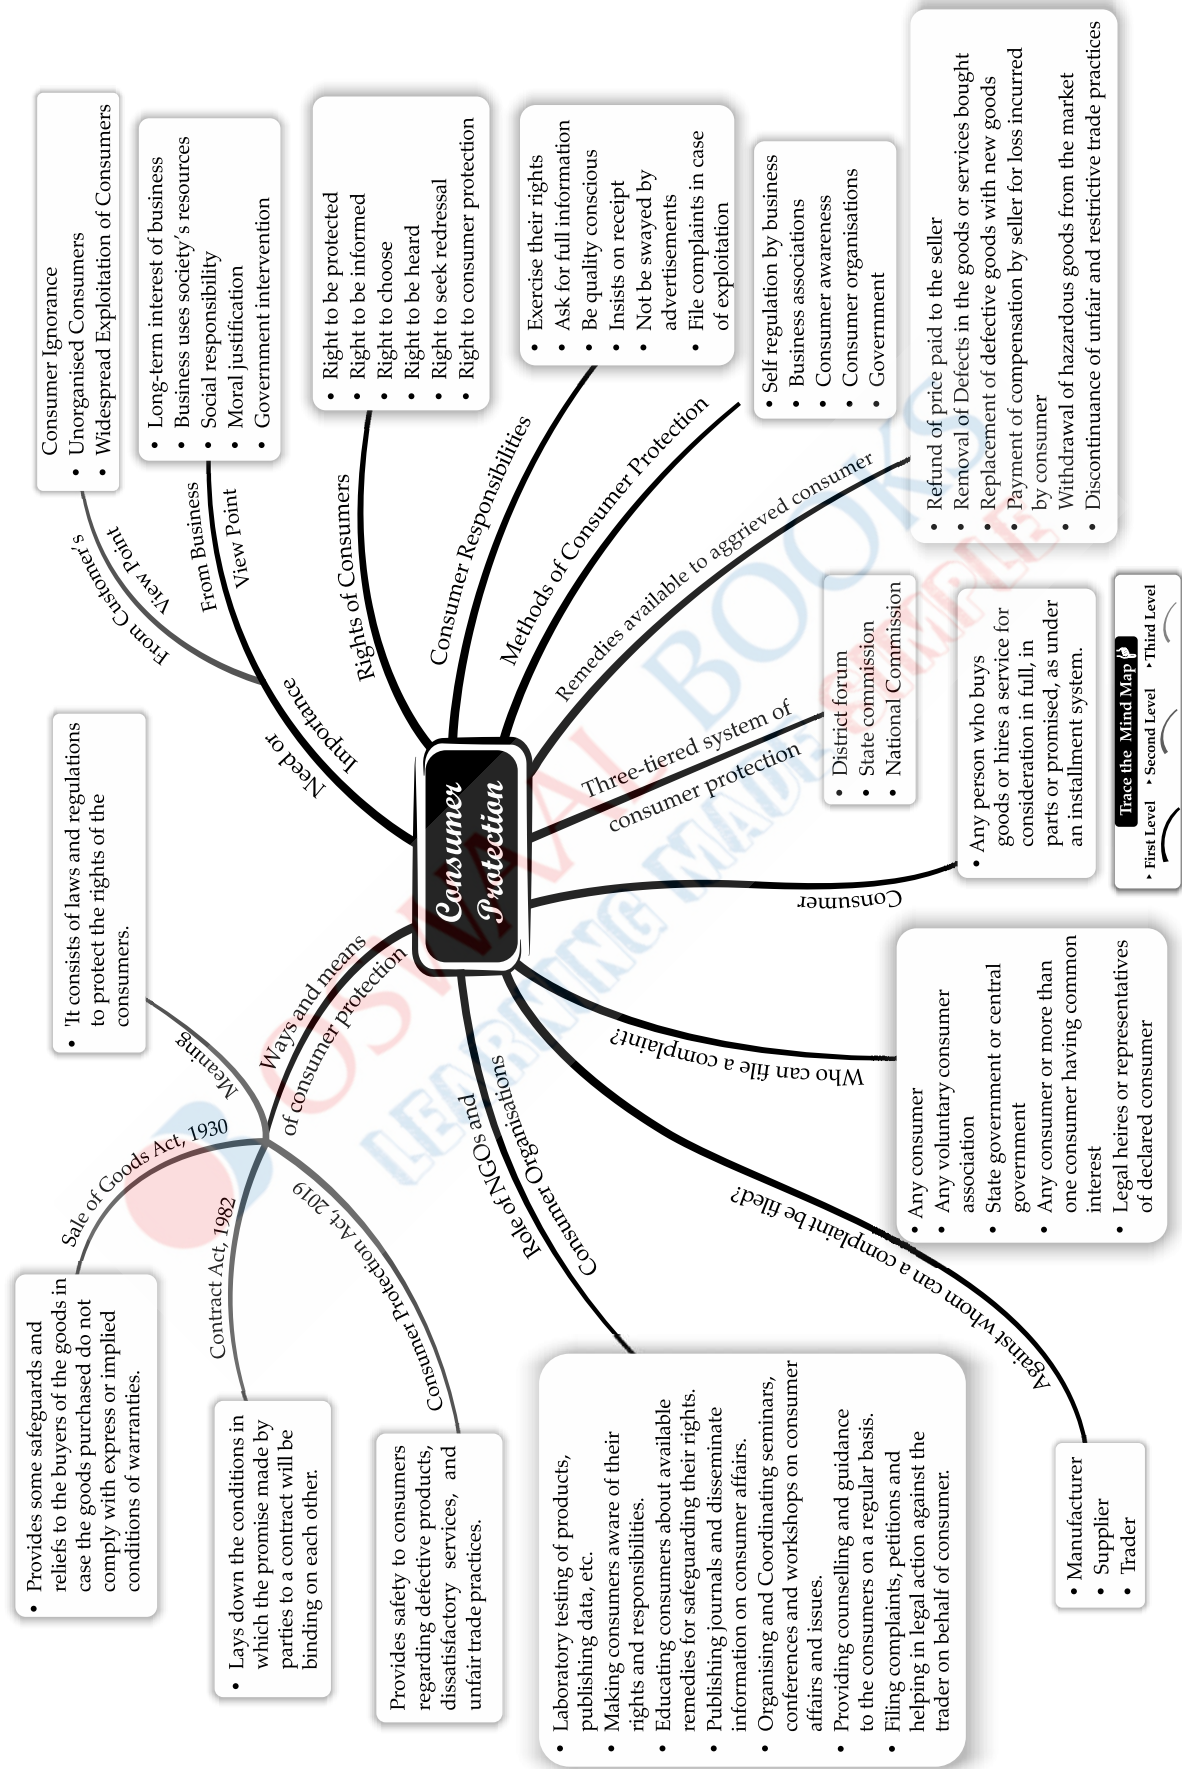 Consumer
Protection
Need or
Importance
From Customer's
View Point
Consumer Ignorance
• Unorganised Consumers
• Widespread Exploitation of Consumers
From Business
View Point
• Long-term interest of business
• Business uses society's resources
• Social responsibility
• Moral justification
• Government intervention
Rights of Consumers
• Right to be protected
• Right to be informed
• Right to choose
• Right to be heard
• Right to seek redressal
• Right to consumer protection
Consumer Responsibilities
• Exercise their rights
• Ask for full information
• Be quality conscious
• Insists on receipt
• Not be swayed by
advertisements
• File complaints in case
of exploitation
Methods of Consumer Protection
• Self regulation by business
• Business associations
• Consumer awareness
• Consumer organisations
• Government
Remedies available to aggrieved consumer
• Refund of price paid to the seller
• Removal of Defects in the goods or services bought
• Replacement of defective goods with new goods
• Payment of compensation by seller for loss incurred
by consumer
• Withdrawal of hazardous goods from the market
• Discontinuance of unfair and restrictive trade practices
Three-tiered system of
consumer protection
• District forum
• State commission
• National Commission
Consumer
• Any person who buys
goods or hires a service for
consideration in full, in
parts or promised, as under
an installment system.
Who can file a complaint?
• Any consumer
• Any voluntary consumer
association
• State government or central
government
• Any consumer or more than
one consumer having common
interest
• Legal heires or representatives
of declared consumer
Against whom a complaint can be filed?
• Manufacturer
• Supplier
• Trader
Role of NGOs and
Consumer Organisations
• Laboratory testing of products,
publishing data, etc.
• Making consumers aware of their
rights and responsibilities.
• Educating consumers about available
remedies for safeguarding their rights.
• Publishing journals and disseminate
information on consumer affairs.
• Organising and Coordinating seminars,
conferences and workshops on consumer
affairs and issues.
• Providing counselling and guidance
to the consumers on a regular basis.
• Filing complaints, petitions and
helping in legal action against the
trader on behalf of consumer.
Ways and means
of consumer protection
Meaning
• 'It consists of laws and regulations
to protect the rights of the
consumers.
Sale of Goods Act, 1930
• Provides some safeguards and
reliefs to the buyers of the goods in
case the goods purchased do not
comply with express or implied
conditions of warranties.
Contract Act, 1982
• Lays down the conditions in
which the promise made by
parties to a contract will be
binding on each other.
Consumer Protection Act, 2019
Provides safety to consumers
regarding defective products,
dissatisfactory services, and
unfair trade practices.
Trace the Mind Map
‣ First Level ‣ Second Level ‣ Third Level
OSWAAL BOOKS
LEARNING MADE SIMPLE